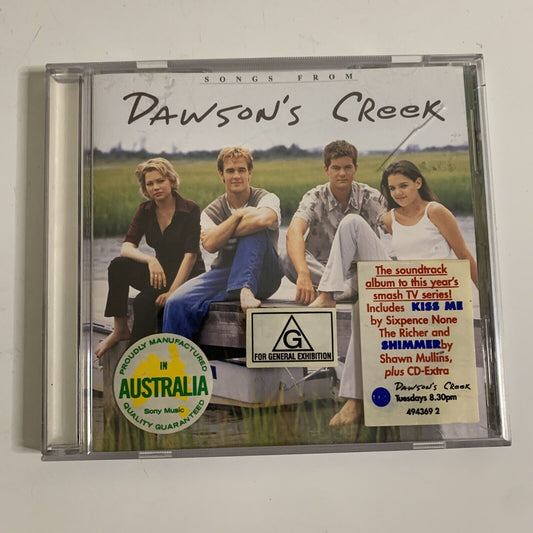 SONGS FROM
DAWSON'S CREEK
The soundtrack
album to this year's
smash TV series!
Includes KISS ME
by Sixpence None
The Richer and
SHIMMER by
Shawn Mullins,
plus CD-Extra
DAWSON'S CREEK
Tuesdays 8.30pm
494369 2
G
FOR GENERAL EXHIBITION
PROUDLY MANUFACTURED
IN
AUSTRALIA
Sony Music
QUALITY GUARANTEED